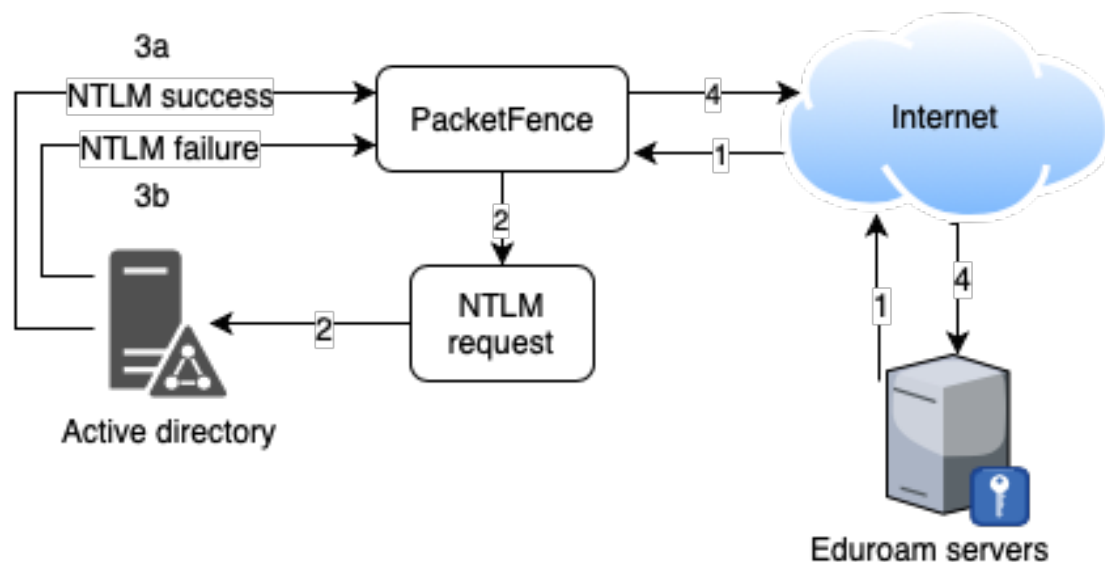 3a
NTLM success
NTLM failure
3b
PacketFence
4
1
Internet
2
NTLM
request
2
1
4
Active directory
Eduroam servers